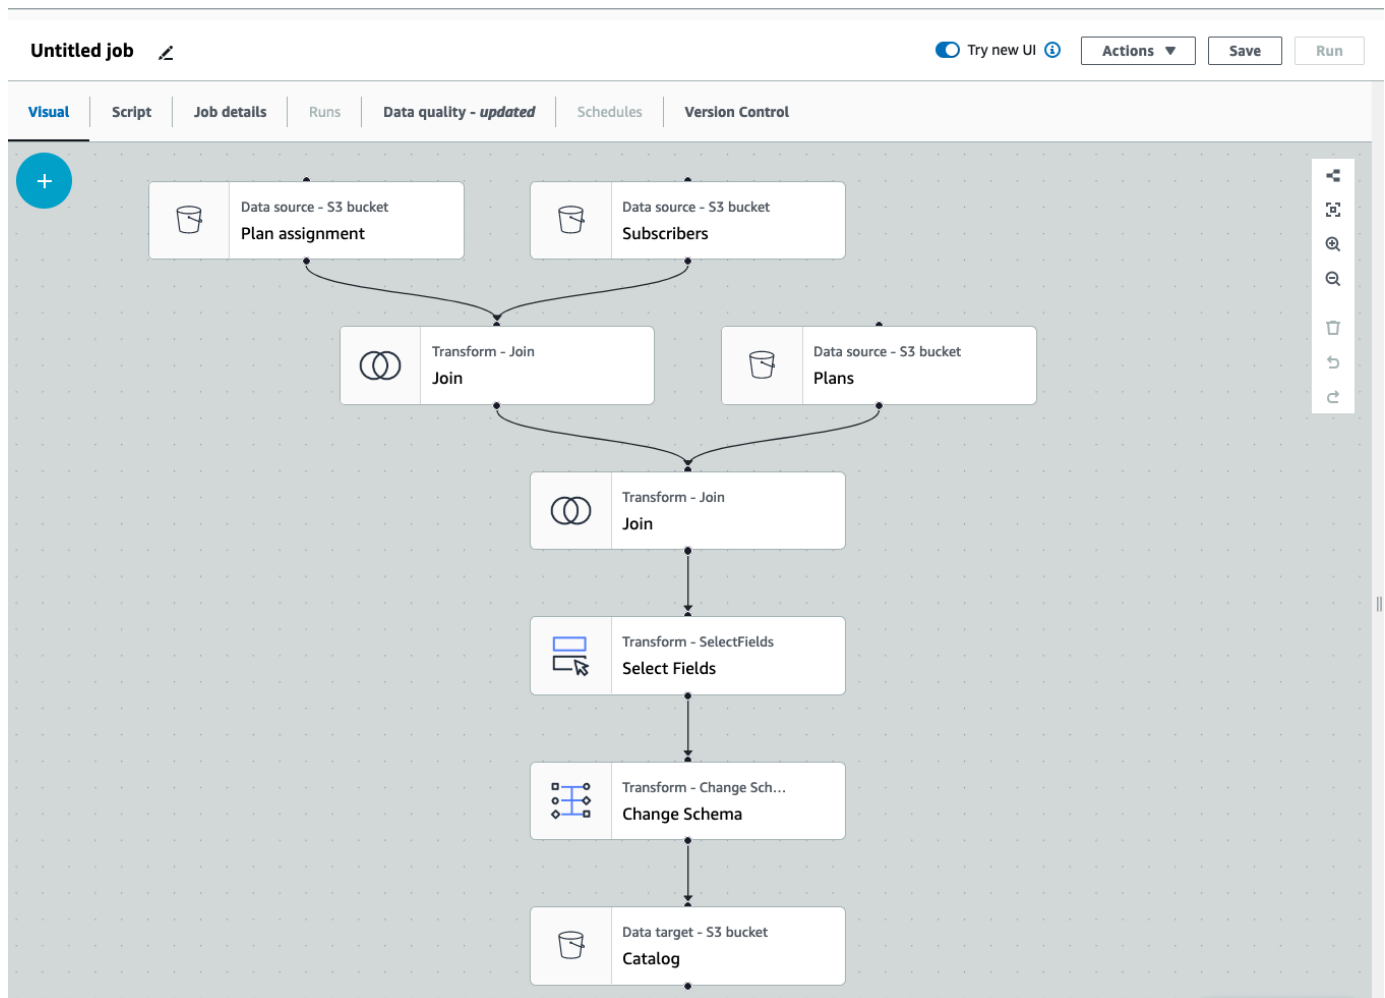 Untitled job
Try new UI
Actions
Save
Run
Visual
Script
Job details
Runs
Data quality - updated
Schedules
Version Control
Data source - S3 bucket
Plan assignment
Data source - S3 bucket
Subscribers
Transform - Join
Join
Data source - S3 bucket
Plans
Transform - Join
Join
Transform - SelectFields
Select Fields
Transform - Change Sch...
Change Schema
Data target - S3 bucket
Catalog